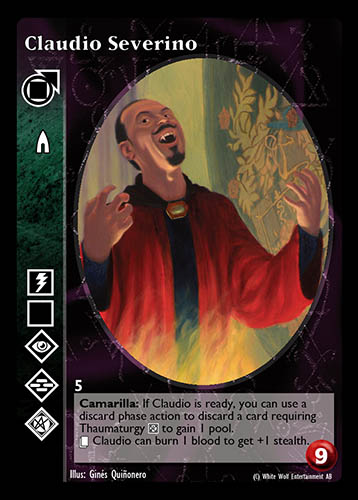 Claudio Severino
5
Camarilla: If Claudio is ready, you can use a
discard phase action to discard a card requiring
Thaumaturgy to gain 1 pool.
Claudio can burn 1 blood to get +1 stealth.
9
Illus: Ginés Quiñonero
(C) White Wolf Entertainment AB